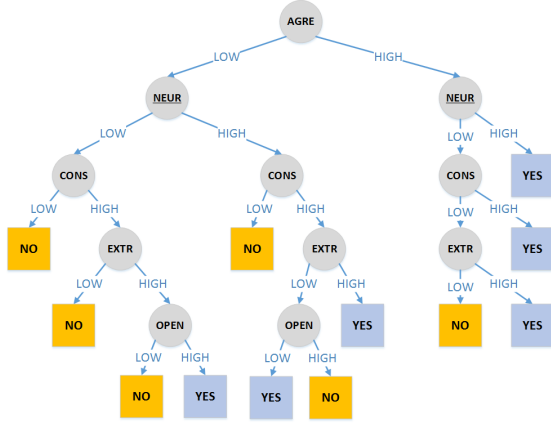 AGRE
LOW HIGH
NEUR NEUR
LOW HIGH LOW HIGH
CONS CONS CONS YES
LOW HIGH LOW HIGH LOW HIGH
NO EXTR NO EXTR EXTR YES
LOW HIGH LOW HIGH LOW HIGH
NO OPEN OPEN YES NO YES
LOW HIGH LOW HIGH
NO YES YES NO